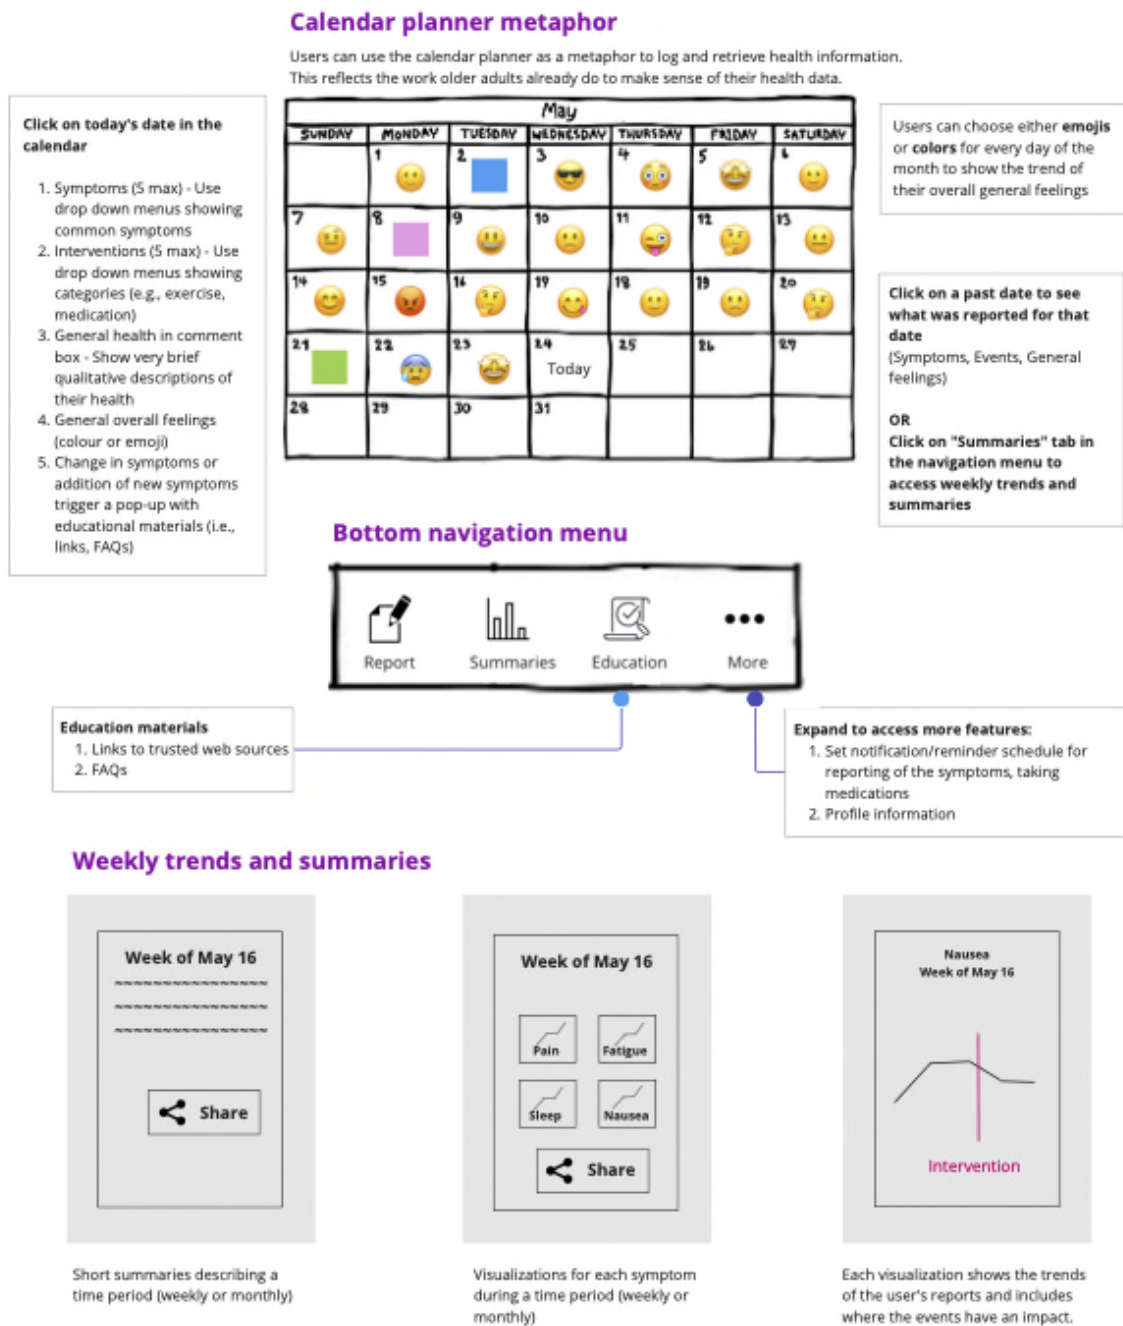 Calendar planner metaphor
Users can use the calendar planner as a metaphor to log and retrieve health information.
This reflects the work older adults already do to make sense of their health data.
Click on today's date in the
calendar
1. Symptoms (5 max) - Use
drop down menus showing
common symptoms
2. Interventions (5 max) - Use
drop down menus showing
categories (e.g., exercise,
medication)
3. General health in comment
box - Show very brief
qualitative descriptions of
their health
4. General overall feelings
(colour or emoji)
5. Change in symptoms or
addition of new symptoms
trigger a pop-up with
educational materials (i.e.,
links, FAQs)
May
SUNDAY MONDAY TUESDAY WEDNESDAY THURSDAY FRIDAY SATURDAY
1 2 3 4 5 6
7 8 9 10 11 12 13
14 15 16 17 18 19 20
21 22 23 24 25 26 27
Today
28 29 30 31
Users can choose either emojis
or colors for every day of the
month to show the trend of
their overall general feelings
Click on a past date to see
what was reported for that
date
(Symptoms, Events, General
feelings)
OR
Click on "Summaries" tab in
the navigation menu to
access weekly trends and
summaries
Bottom navigation menu
Report Summaries Education More
Education materials
1. Links to trusted web sources
2. FAQs
Expand to access more features:
1. Set notification/reminder schedule for
reporting of the symptoms, taking
medications
2. Profile information
Weekly trends and summaries
Week of May 16
Share
Short summaries describing a
time period (weekly or monthly)
Week of May 16
Pain Fatigue
Sleep Nausea
Share
Visualizations for each symptom
during a time period (weekly or
monthly)
Nausea
Week of May 16
Intervention
Each visualization shows the trends
of the user's reports and includes
where the events have an impact.